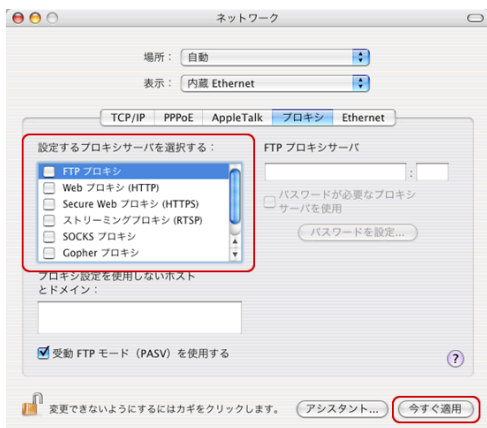 ネットワーク
場所： 自動
表示： 内蔵 Ethernet
TCP/IP PPPoE AppleTalk プロキシ Ethernet
設定するプロキシサーバを選択する：
FTP プロキシ
Web プロキシ (HTTP)
Secure Web プロキシ (HTTPS)
ストリーミングプロキシ (RTSP)
SOCKS プロキシ
Gopher プロキシ
FTP プロキシサーバ
:
パスワードが必要なプロキシ
サーバを使用
パスワードを設定...
プロキシ設定を使用しないホスト
とドメイン：
受動 FTP モード（PASV）を使用する
?
変更できないようにするにはカギをクリックします。
アシスタント...
今すぐ適用